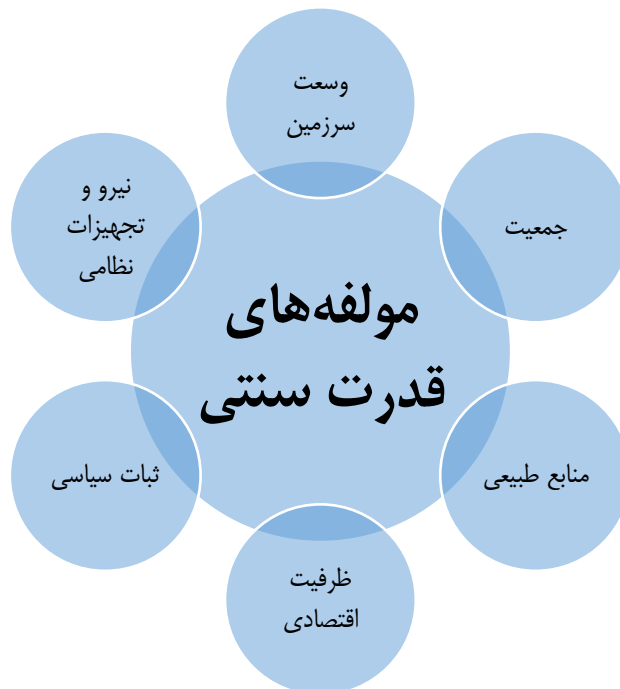 وسعت
سرزمین
جمعیت
منابع طبیعی
ظرفیت
اقتصادی
ثبات سیاسی
نیرو و
تجهیزات
نظامی
مولفه‌های
قدرت سنتی